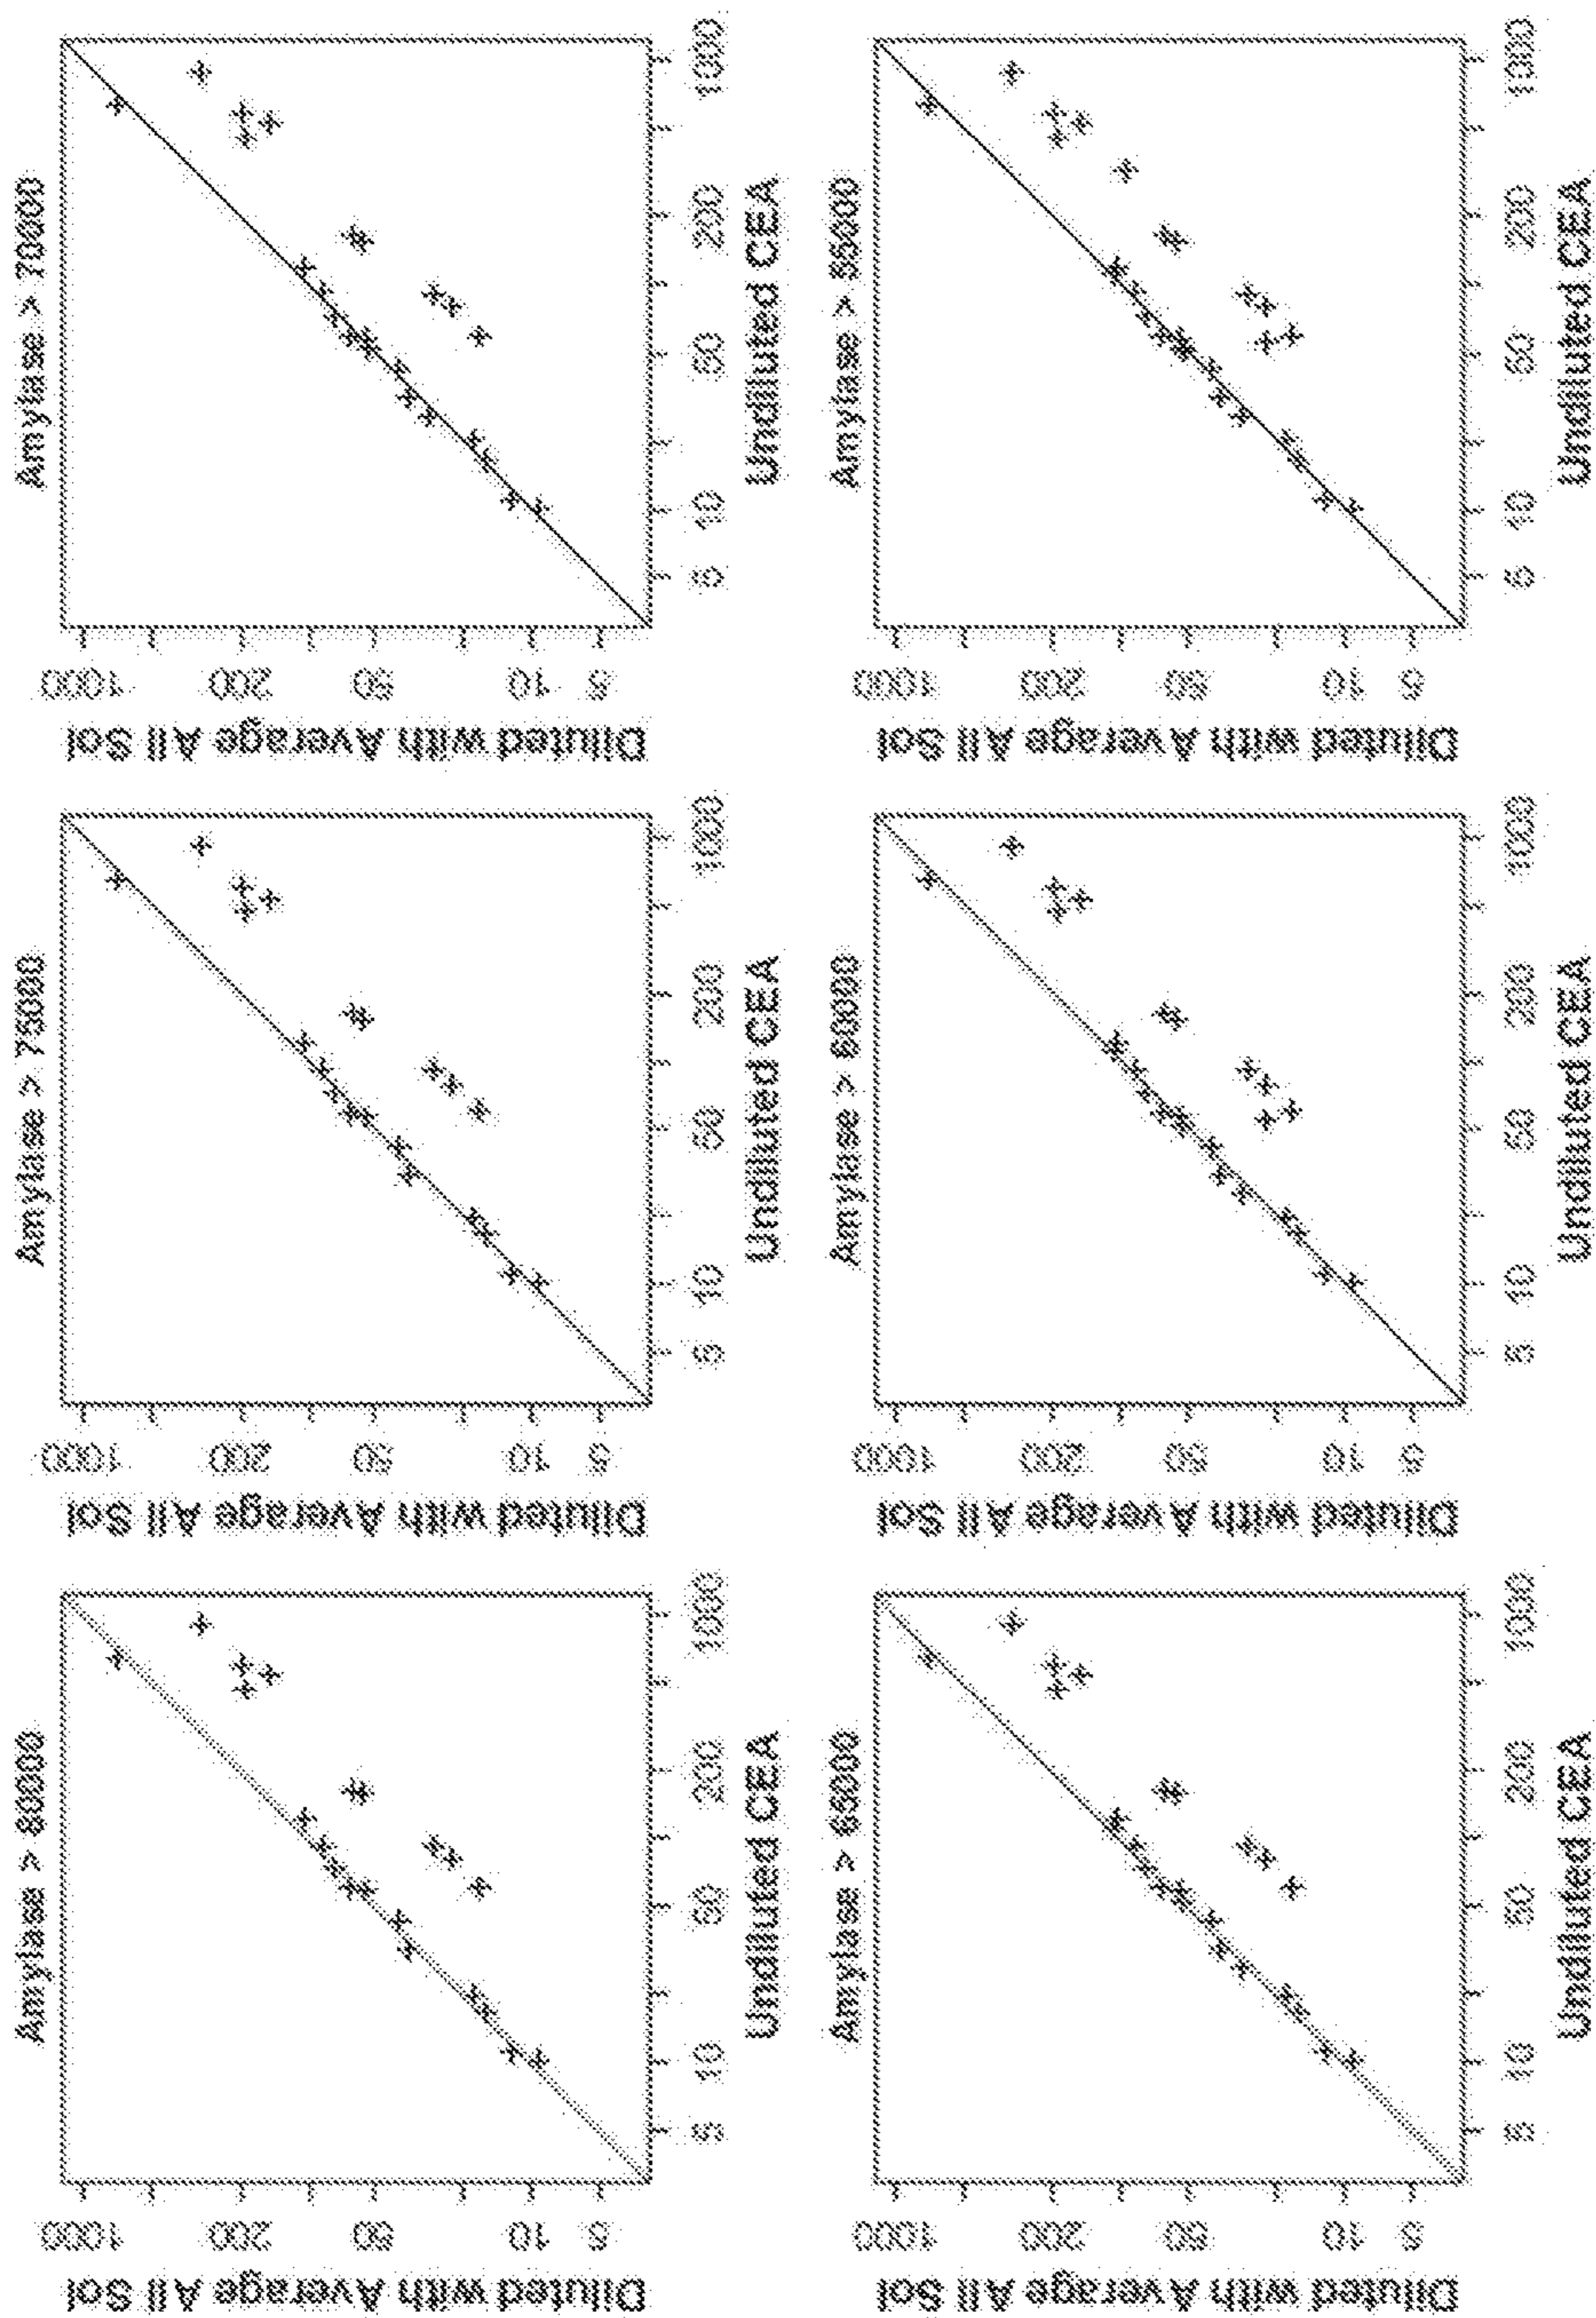 Amylase > 80000
Diluted with Average All Sol
1000
200
50
10
5
5 10 50 200 1000
Undiluted CEA
Amylase > 75000
Diluted with Average All Sol
1000
200
50
10
5
5 10 50 200 1000
Undiluted CEA
Amylase > 70000
Diluted with Average All Sol
1000
200
50
10
5
5 10 50 200 1000
Undiluted CEA
Amylase > 65000
Diluted with Average All Sol
1000
200
50
10
5
5 10 50 200 1000
Undiluted CEA
Amylase > 60000
Diluted with Average All Sol
1000
200
50
10
5
5 10 50 200 1000
Undiluted CEA
Amylase > 55000
Diluted with Average All Sol
1000
200
50
10
5
5 10 50 200 1000
Undiluted CEA